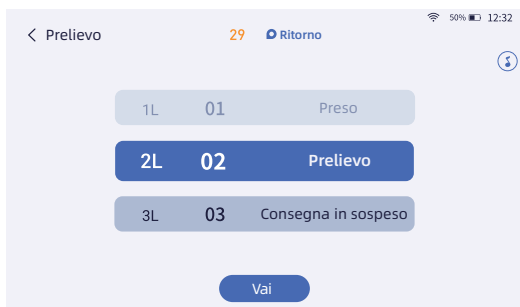 50% 12:32
Prelievo 29 Ritorno
1L 01 Preso
2L 02 Prelievo
3L 03 Consegna in sospeso
Vai